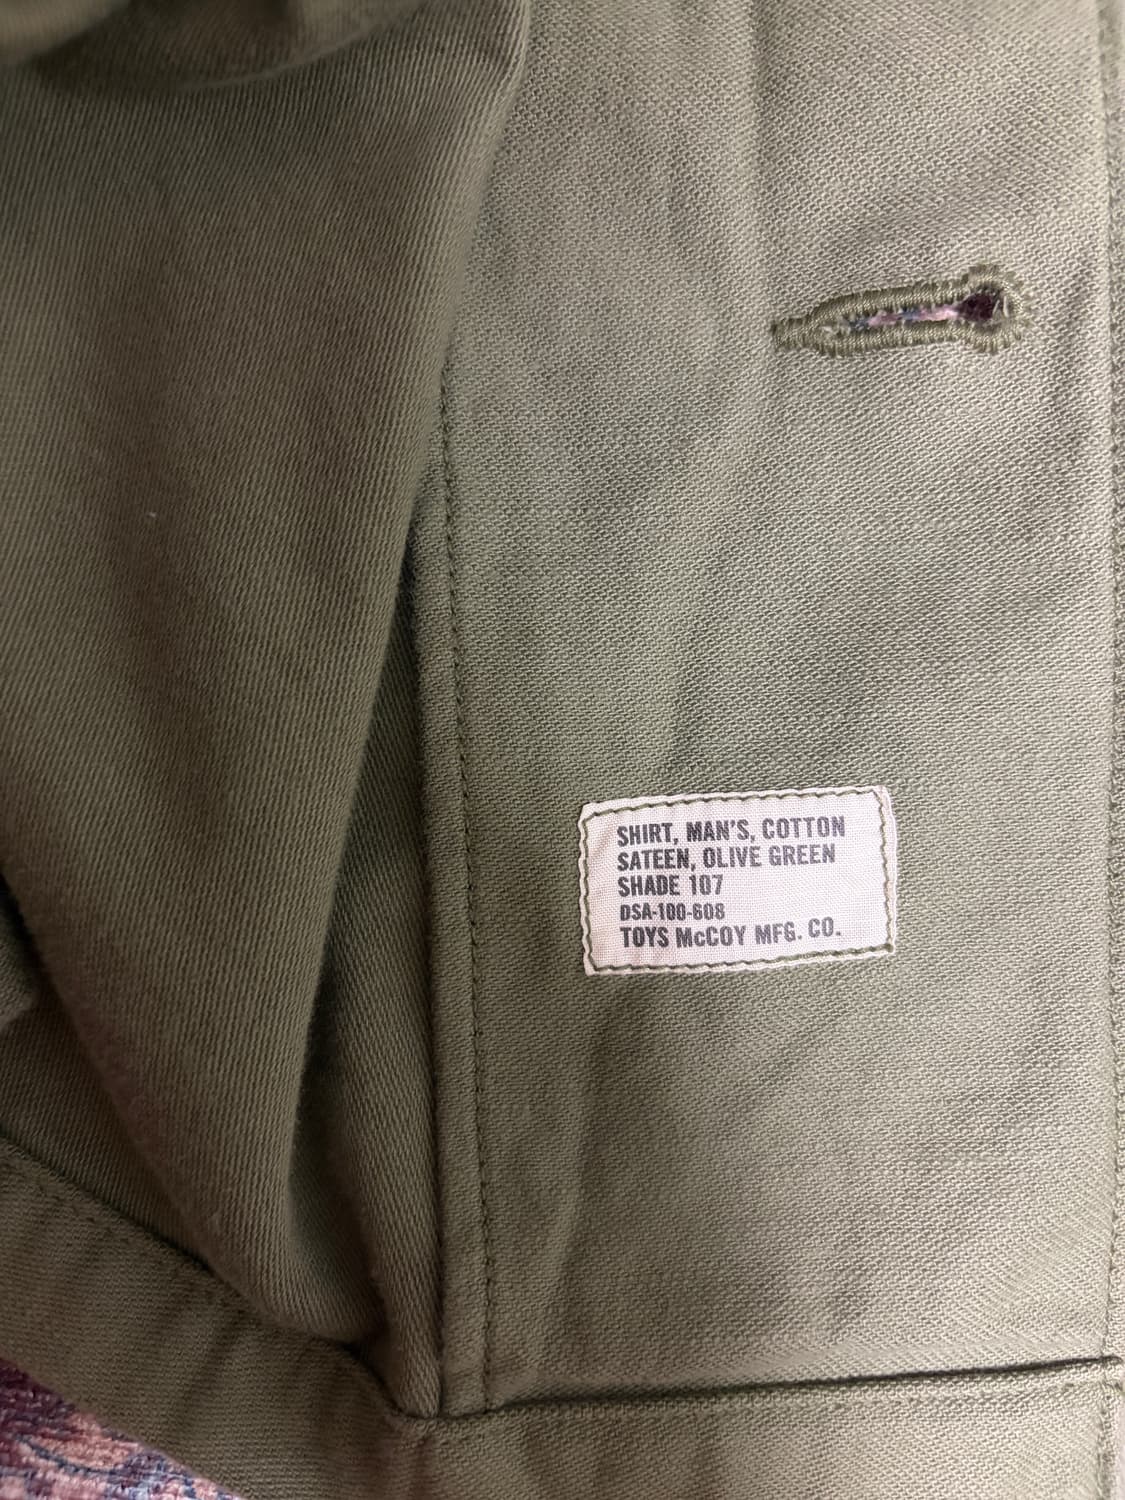 SHIRT, MAN'S, COTTON
SATEEN, OLIVE GREEN
SHADE 107
DSA-100-608
TOYS McCOY MFG. CO.